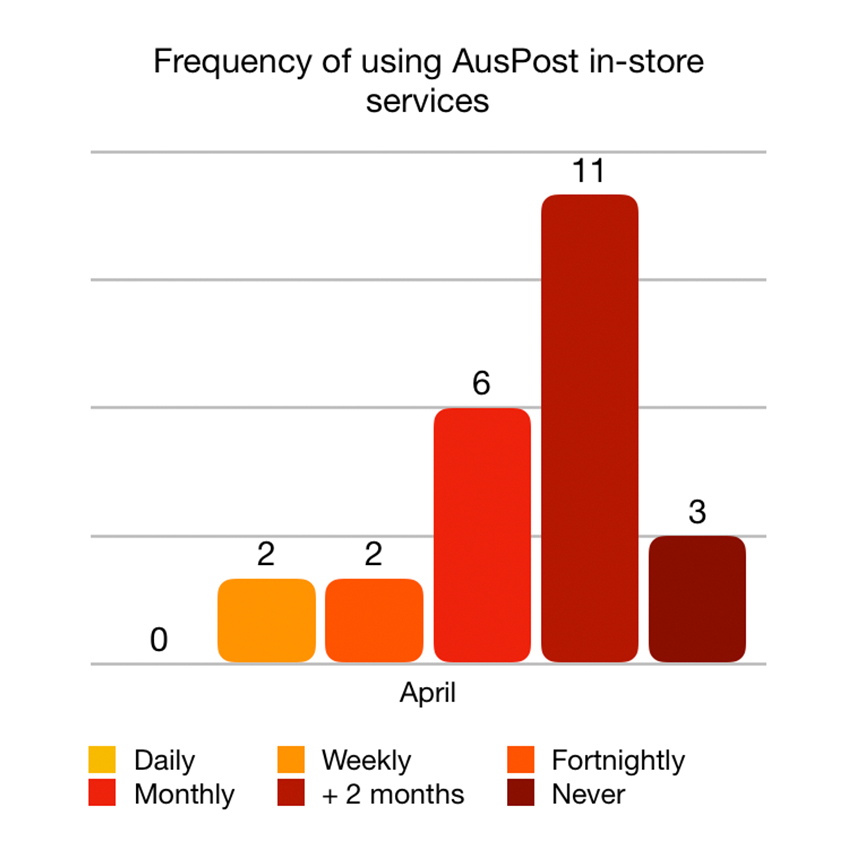 Frequency of using AusPost in-store
services
11
6
3
2 2
0
April
Daily Weekly Fortnightly
Monthly + 2 months Never